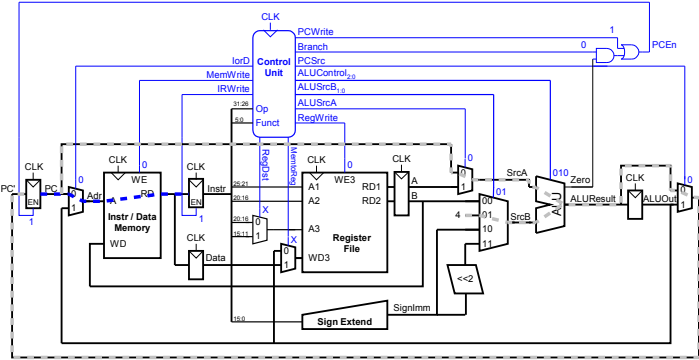 CLK
PCWrite
1
Branch
0
PCEn
IorD
Control
Unit
PCSrc
MemWrite
ALUControl2:0
IRWrite
ALUSrcB1:0
31:26
Op
ALUSrcA
5:0
Funct
RegWrite
RegDst
MemtoReg
CLK
CLK
CLK
CLK
CLK
CLK
0
0
WE
0
WE3
0
010
0
SrcA
Zero
PC'
PC
EN
0
1
Adr
A
RD
EN
Instr
25:21
A1
RD1
A
0
1
01
ALU
ALUResult
ALUOut
0
1
1
Instr / Data
Memory
1
20:16
A2
RD2
B
00
4
01
SrcB
20:16
X
0
A3
10
15:11
1
11
WD
CLK
X
Register
File
Data
0
1
WD3
<<2
SignImm
15:0
Sign Extend